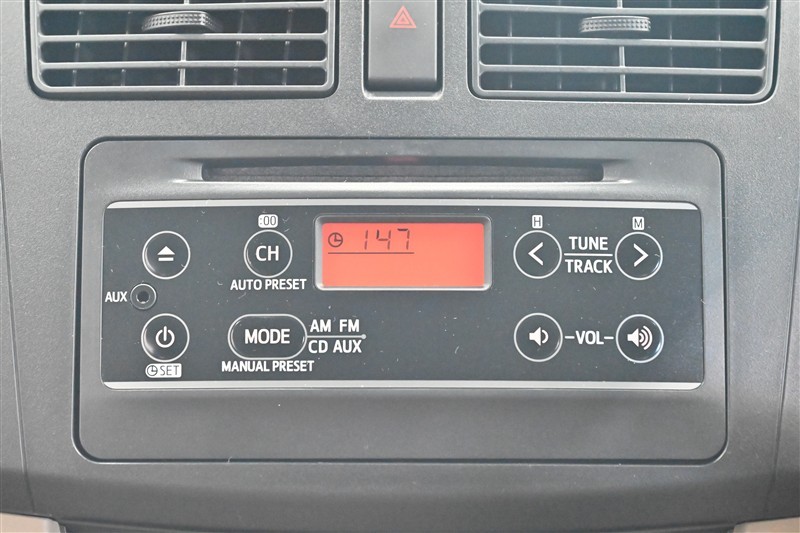 :00
H
M
CH
147
TUNE
TRACK
AUTO PRESET
AUX
MODE
AM FM
CD AUX
VOL
SET
MANUAL PRESET